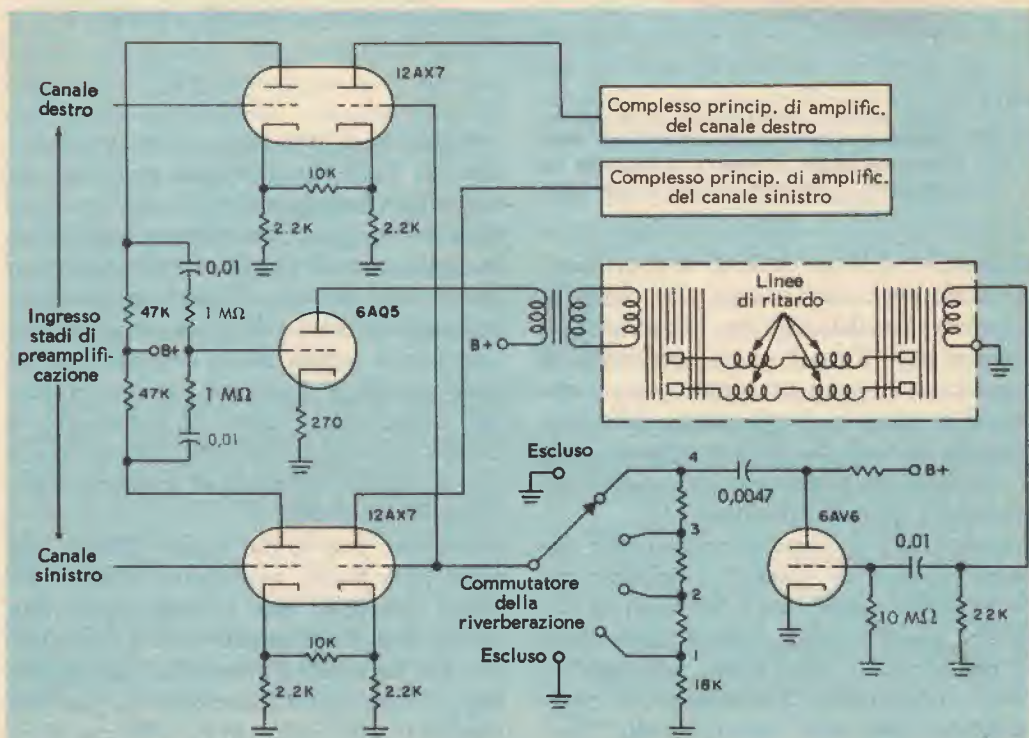 12AX7
Canale
destro
Complesso princip. di amplific.
del canale destro
10K
Complesso princip. di amplific.
del canale sinistro
2.2K
2.2K
0,01
Linee
di ritardo
6AQ5
Ingresso
stadi di
preamplifi-
cazione
47K
1 MΩ
B+
B+
47K
1 MΩ
270
0,01
Escluso
4
B+
0,0047
12AX7
6AV6
3
0,01
Canale
sinistro
Commutatore
della
riverberazione
2
10K
10 MΩ
22K
Escluso
1
2.2K
2.2K
18K